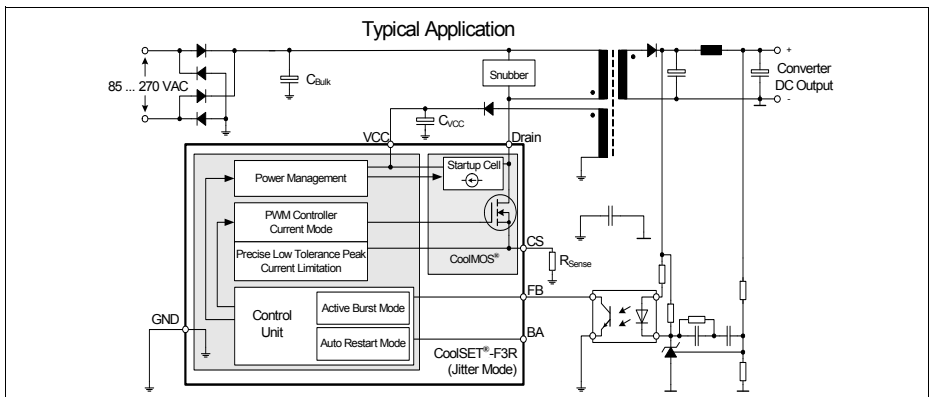 Typical Application
85 ... 270 VAC
CBulk
Snubber
+
Converter
DC Output
-
CVCC
VCC
Drain
Startup Cell
Power Management
PWM Controller
Current Mode
Precise Low Tolerance Peak
Current Limitation
CoolMOS®
CS
RSense
FB
GND
Control
Unit
Active Burst Mode
Auto Restart Mode
BA
CoolSET®-F3R
(Jitter Mode)